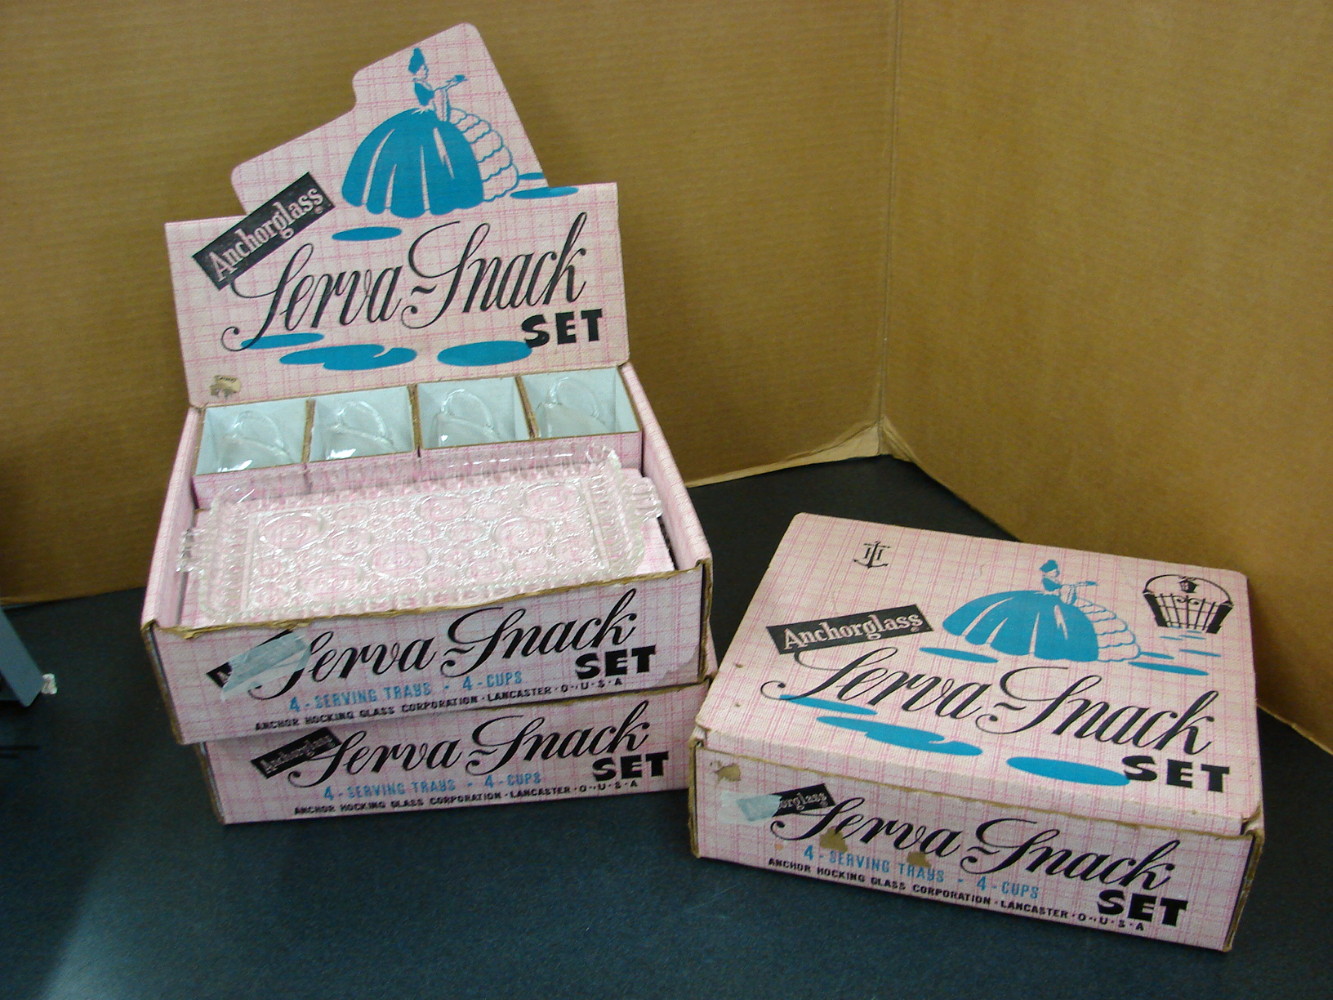 Anchorglass
Serva-Snack
SET
Serva-Snack
SET
4-SERVING TRAYS - 4-CUPS
ANCHOR HOCKING GLASS CORPORATION·LANCASTER·O·U·S·A
Anchorglass
Serva-Snack
SET
4-SERVING TRAYS - 4-CUPS
ANCHOR HOCKING GLASS CORPORATION·LANCASTER·O·U·S·A
Anchorglass
Serva-Snack
SET
orglass
Serva-Snack
SET
4-SERVING TRAYS - 4-CUPS
ANCHOR HOCKING GLASS CORPORATION·LANCASTER·O·U·S·A